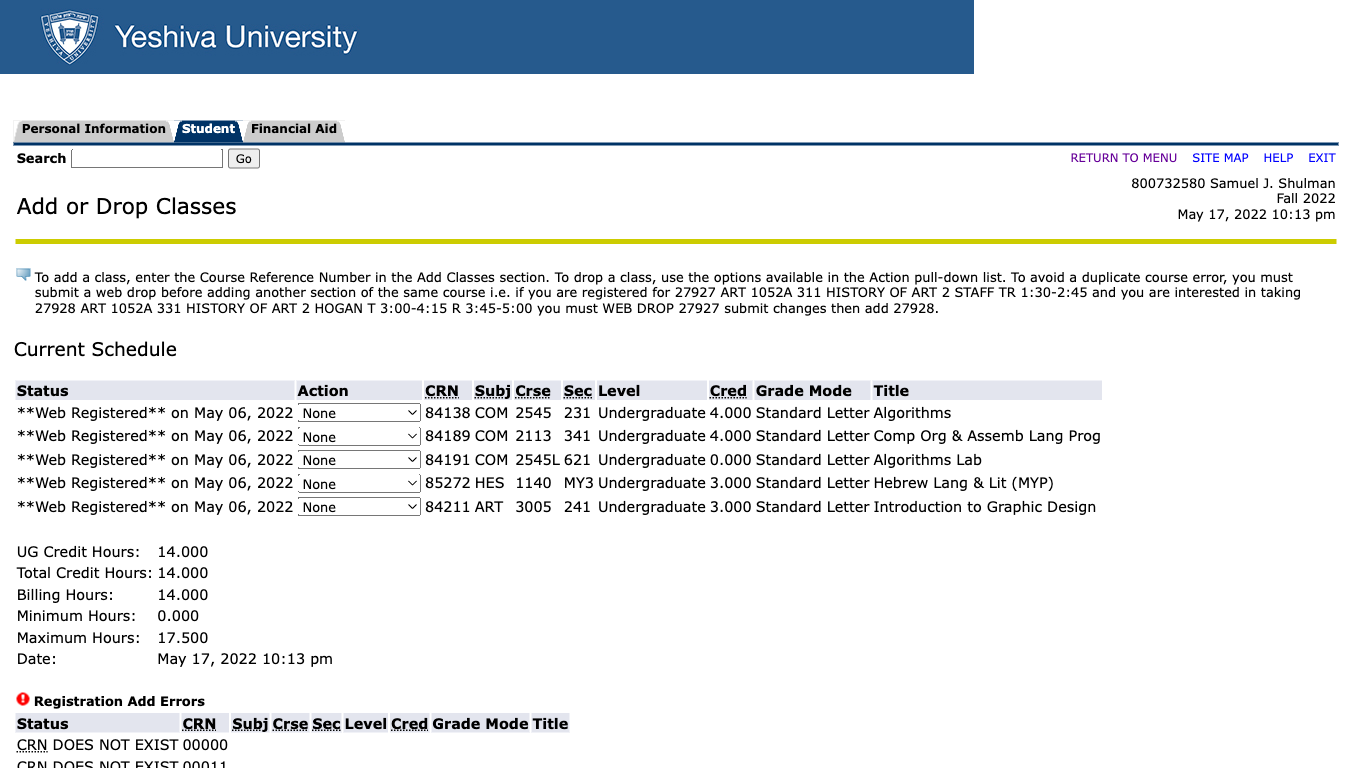 Yeshiva University
Personal Information Student Financial Aid
Search Go RETURN TO MENU SITE MAP HELP EXIT
800732580 Samuel J. Shulman
Fall 2022
May 17, 2022 10:13 pm
Add or Drop Classes
To add a class, enter the Course Reference Number in the Add Classes section. To drop a class, use the options available in the Action pull-down list. To avoid a duplicate course error, you must
submit a web drop before adding another section of the same course i.e. if you are registered for 27927 ART 1052A 311 HISTORY OF ART 2 STAFF TR 1:30-2:45 and you are interested in taking
27928 ART 1052A 331 HISTORY OF ART 2 HOGAN T 3:00-4:15 R 3:45-5:00 you must WEB DROP 27927 submit changes then add 27928.
Current Schedule
Status Action CRN Subj Crse Sec Level Cred Grade Mode Title
**Web Registered** on May 06, 2022 None 84138 COM 2545 231 Undergraduate 4.000 Standard Letter Algorithms
**Web Registered** on May 06, 2022 None 84189 COM 2113 341 Undergraduate 4.000 Standard Letter Comp Org & Assemb Lang Prog
**Web Registered** on May 06, 2022 None 84191 COM 2545L 621 Undergraduate 0.000 Standard Letter Algorithms Lab
**Web Registered** on May 06, 2022 None 85272 HES 1140 MY3 Undergraduate 3.000 Standard Letter Hebrew Lang & Lit (MYP)
**Web Registered** on May 06, 2022 None 84211 ART 3005 241 Undergraduate 3.000 Standard Letter Introduction to Graphic Design
UG Credit Hours: 14.000
Total Credit Hours: 14.000
Billing Hours: 14.000
Minimum Hours: 0.000
Maximum Hours: 17.500
Date: May 17, 2022 10:13 pm
Registration Add Errors
Status CRN Subj Crse Sec Level Cred Grade Mode Title
CRN DOES NOT EXIST 00000
CRN DOES NOT EXIST 00011